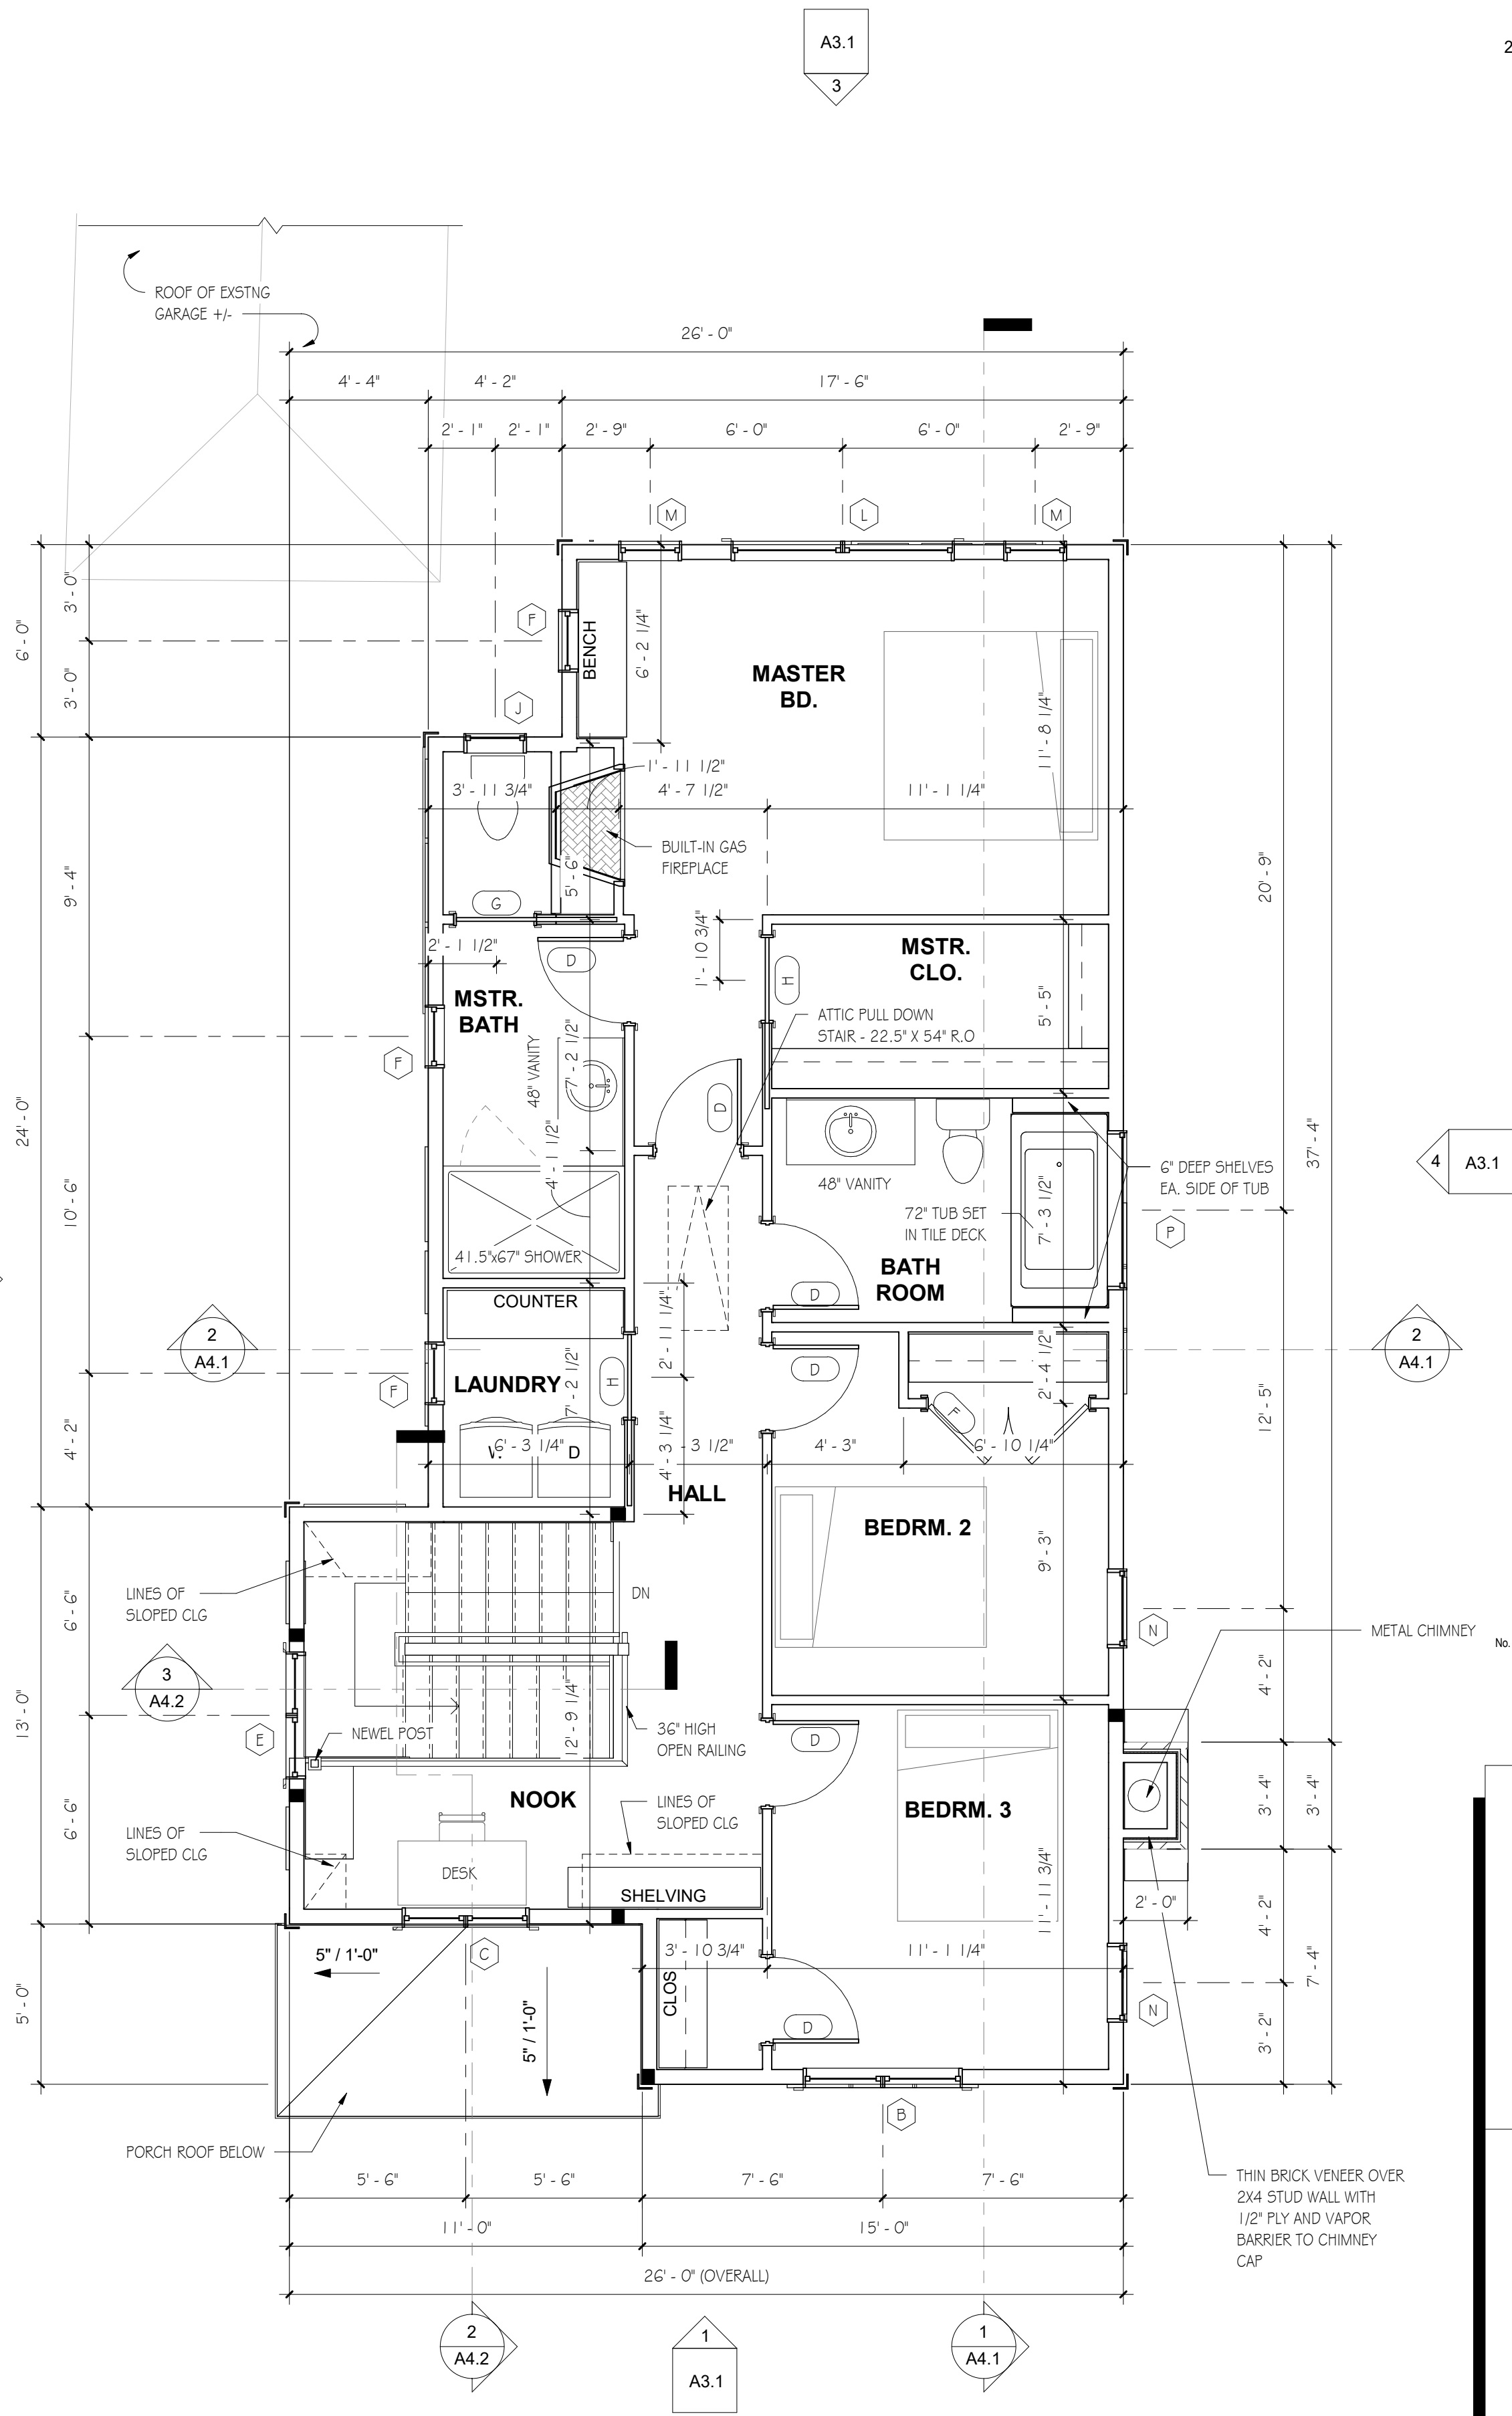 A3.1
2
3
ROOF OF EXSTNG
GARAGE +/-
26' - 0"
4' - 4"
4' - 2"
17' - 6"
2' - 1"
2' - 1"
2' - 9"
6' - 0"
6' - 0"
2' - 9"
M
L
M
3' - 0"
6' - 0"
3' - 0"
F
BENCH
6' - 2 1/4"
MASTER
BD.
11' - 8 1/4"
J
1' - 11 1/2"
3' - 11 3/4"
4' - 7 1/2"
11' - 1 1/4"
BUILT-IN GAS
FIREPLACE
5' - 6"
9' - 4"
20' - 9"
G
2' - 1 1/2"
D
1' - 10 3/4"
MSTR.
CLO.
H
MSTR.
BATH
5' - 5"
ATTIC PULL DOWN
STAIR - 22.5" X 54" R.O
F
48" VANITY
7' - 2 1/2"
D
24' - 0"
37' - 4"
4' - 1 1/2"
48" VANITY
6" DEEP SHELVES
EA. SIDE OF TUB
4
A3.1
10' - 6"
72" TUB SET
IN TILE DECK
7' - 3 1/2"
P
41.5"x67" SHOWER
BATH
ROOM
COUNTER
D
2' - 11 1/4"
2
A4.1
2
A4.1
LAUNDRY
F
H
7' - 2 1/2"
D
2' - 4 1/2"
F
12' - 5"
4' - 2"
W.
D
6' - 3 1/4"
3 1/2"
4' - 3 1/4"
4' - 3"
6' - 10 1/4"
HALL
BEDRM. 2
9' - 3"
LINES OF
SLOPED CLG
DN
6' - 6"
N
METAL CHIMNEY
No.
3
A4.2
4' - 2"
13' - 0"
E
NEWEL POST
12' - 9 1/4"
36" HIGH
OPEN RAILING
D
NOOK
LINES OF
SLOPED CLG
BEDRM. 3
3' - 4"
3' - 4"
6' - 6"
LINES OF
SLOPED CLG
DESK
SHELVING
11' - 11 3/4"
2' - 0"
4' - 2"
C
5" / 1'-0"
3' - 10 3/4"
11' - 1 1/4"
7' - 4"
5' - 0"
CLOS
5" / 1'-0"
D
N
3' - 2"
B
PORCH ROOF BELOW
5' - 6"
5' - 6"
7' - 6"
7' - 6"
THIN BRICK VENEER OVER
2X4 STUD WALL WITH
1/2" PLY AND VAPOR
BARRIER TO CHIMNEY
CAP
11' - 0"
15' - 0"
26' - 0" (OVERALL)
2
A4.2
1
A3.1
1
A4.1